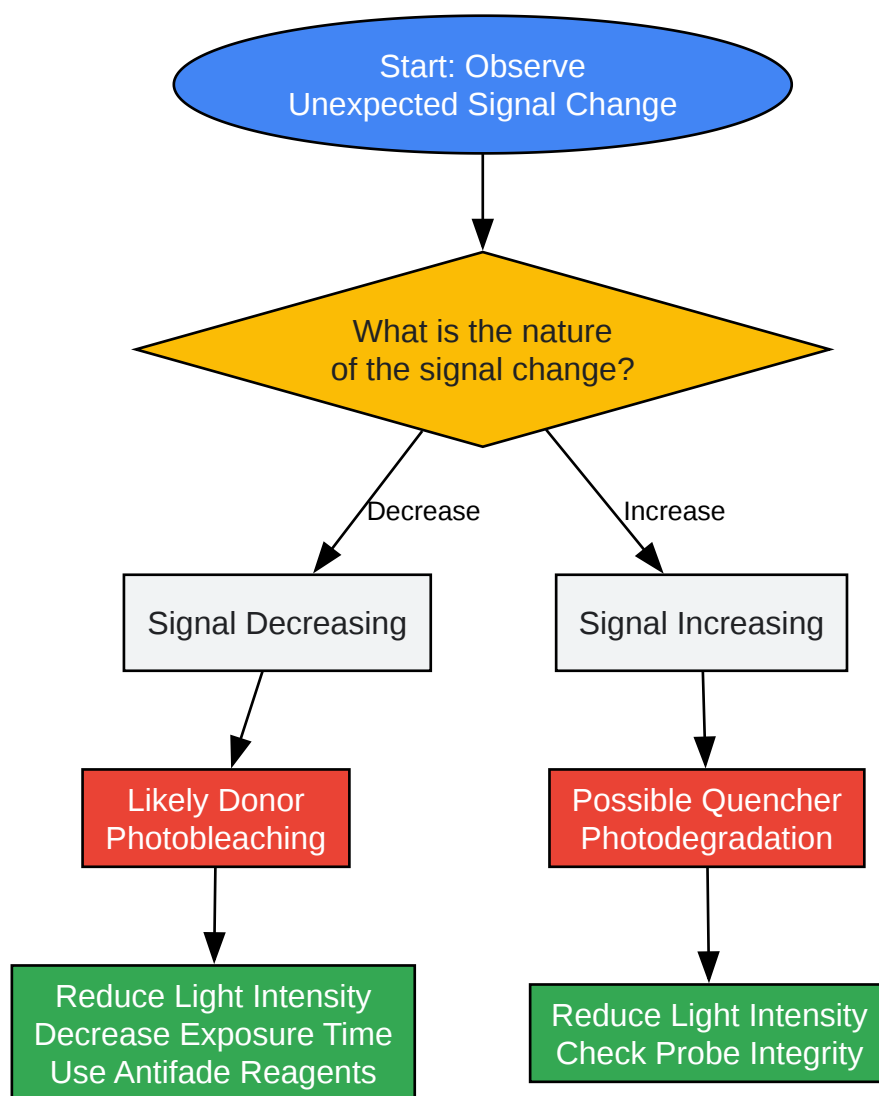 Start: Observe
Unexpected Signal Change
What is the nature
of the signal change?
Decrease
Increase
Signal Decreasing
Signal Increasing
Likely Donor
Photobleaching
Possible Quencher
Photodegradation
Reduce Light Intensity
Decrease Exposure Time
Use Antifade Reagents
Reduce Light Intensity
Check Probe Integrity